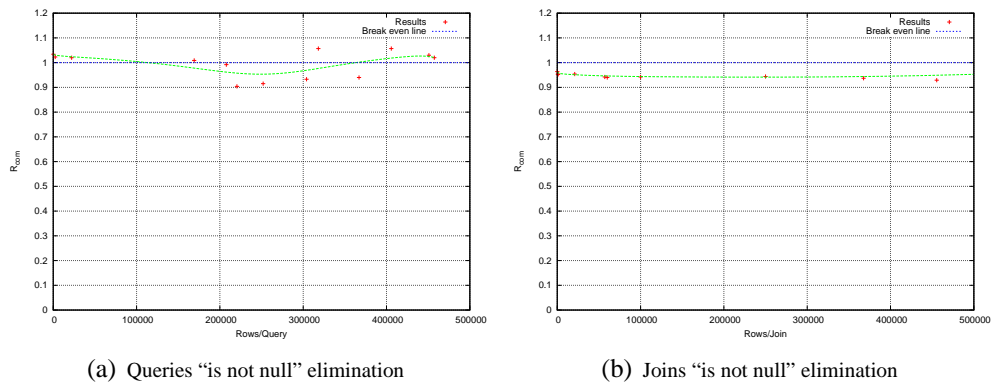 1.2
1.1
1
0.9
0.8
0.7
0.6
0.5
0.4
0.3
0.2
0.1
0
R_com
0 100000 200000 300000 400000 500000
Rows/Query
Results
Break even line
(a) Queries “is not null” elimination
1.2
1.1
1
0.9
0.8
0.7
0.6
0.5
0.4
0.3
0.2
0.1
0
R_com
0 100000 200000 300000 400000 500000
Rows/Join
Results
Break even line
(b) Joins “is not null” elimination